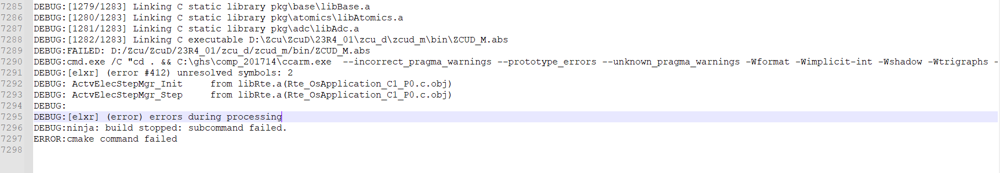 7285 DEBUG:[1279/1283] Linking C static library pkg\base\libBase.a
7286 DEBUG:[1280/1283] Linking C static library pkg\atomics\libAtomics.a
7287 DEBUG:[1281/1283] Linking C static library pkg\adc\libAdc.a
7288 DEBUG:[1282/1283] Linking C executable D:\Zcu\ZcuD\23R4_01\zcu_d\zcud_m\bin\ZCUD_M.abs
7289 DEBUG:FAILED: D:/Zcu/ZcuD/23R4_01/zcu_d/zcud_m/bin/ZCUD_M.abs
7290 DEBUG:cmd.exe /C "cd . && C:\ghs\comp_201714\ccarm.exe  --incorrect_pragma_warnings --prototype_errors --unknown_pragma_warnings -Wformat -Wimplicit-int -Wshadow -Wtrigraphs -
7291 DEBUG:[elxr] (error #412) unresolved symbols: 2
7292 DEBUG: ActvElecStepMgr_Init     from libRte.a(Rte_OsApplication_C1_P0.c.obj)
7293 DEBUG: ActvElecStepMgr_Step     from libRte.a(Rte_OsApplication_C1_P0.c.obj)
7294 DEBUG:
7295 DEBUG:[elxr] (error) errors during processing
7296 DEBUG:ninja: build stopped: subcommand failed.
7297 ERROR:cmake command failed
7298